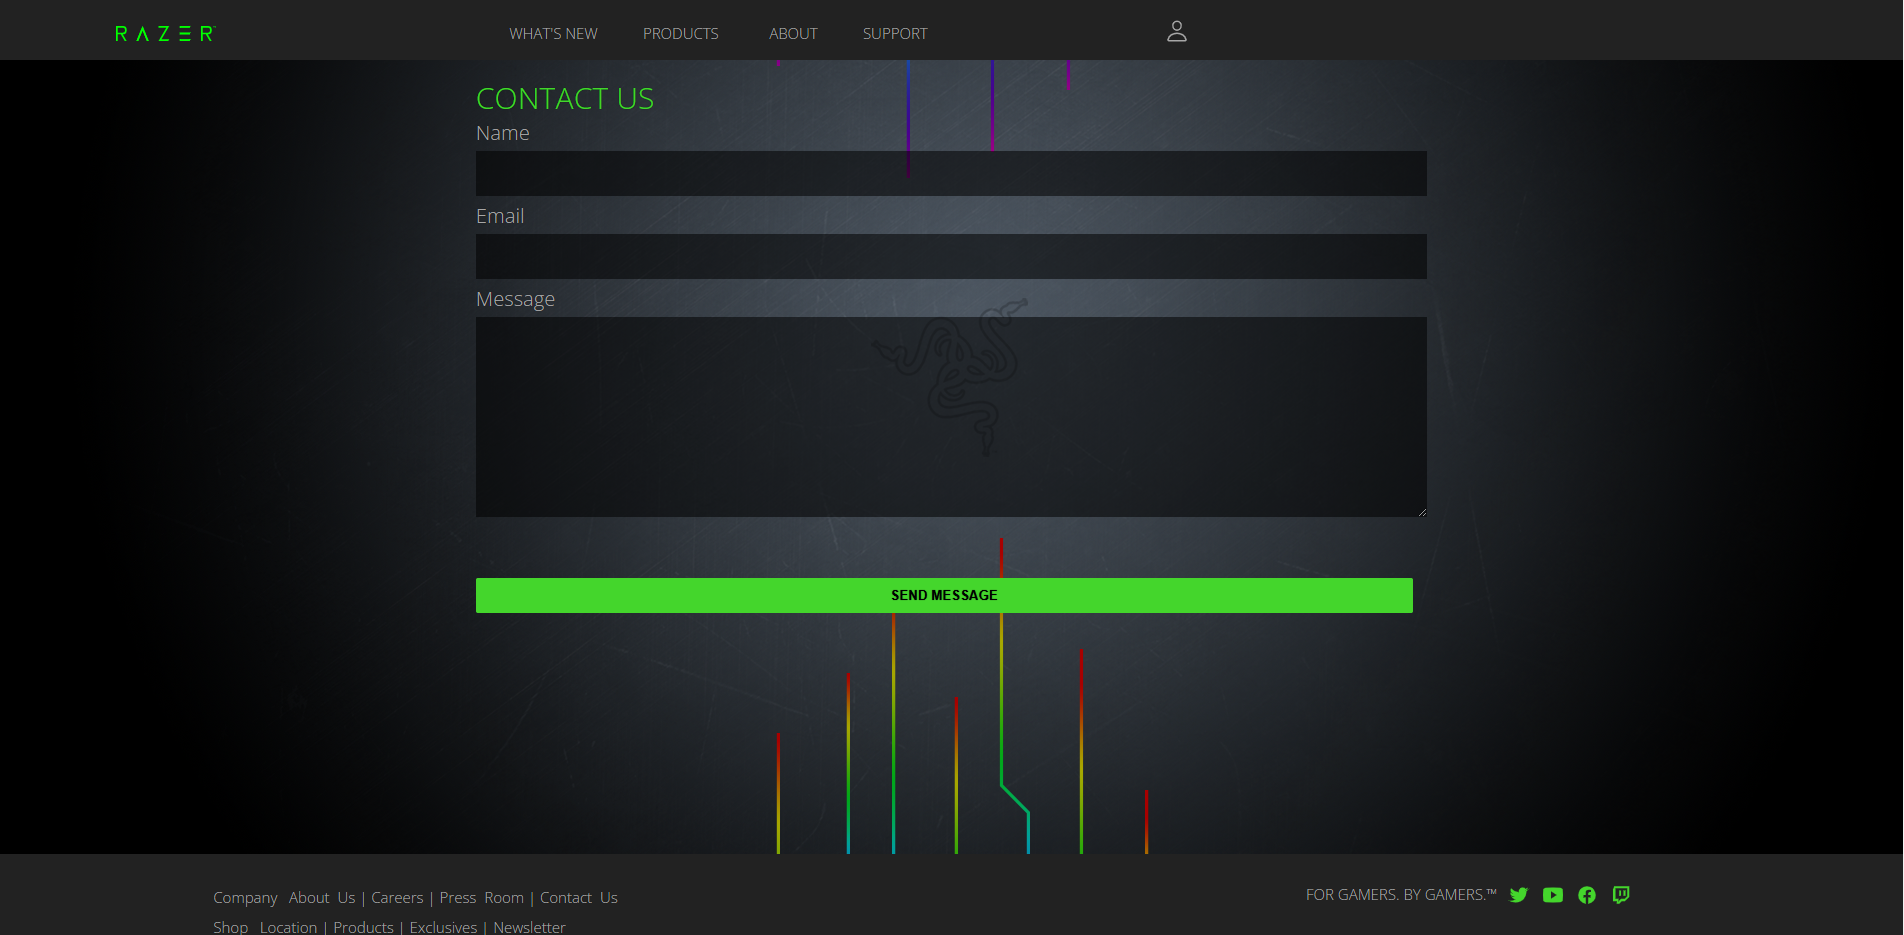 RAZER™
WHAT'S NEW PRODUCTS ABOUT SUPPORT
CONTACT US
Name
Email
Message
SEND MESSAGE
Company About Us | Careers | Press Room | Contact Us
Shop Location | Products | Exclusives | Newsletter
FOR GAMERS. BY GAMERS.™